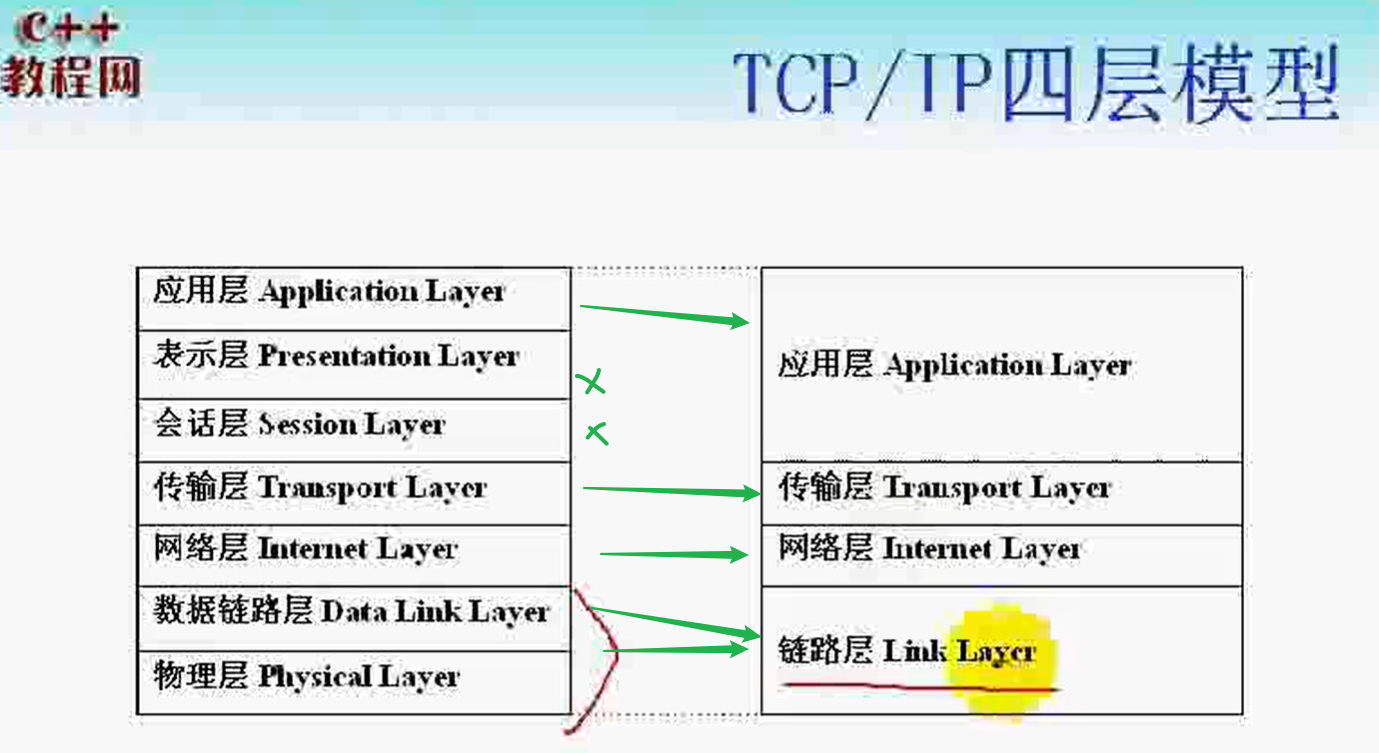 C++
教程网
TCP/IP四层模型
应用层 Application Layer
表示层 Presentation Layer
会话层 Session Layer
传输层 Transport Layer
网络层 Internet Layer
数据链路层 Data Link Layer
物理层 Physical Layer
应用层 Application Layer
传输层 Transport Layer
网络层 Internet Layer
链路层 Link Layer